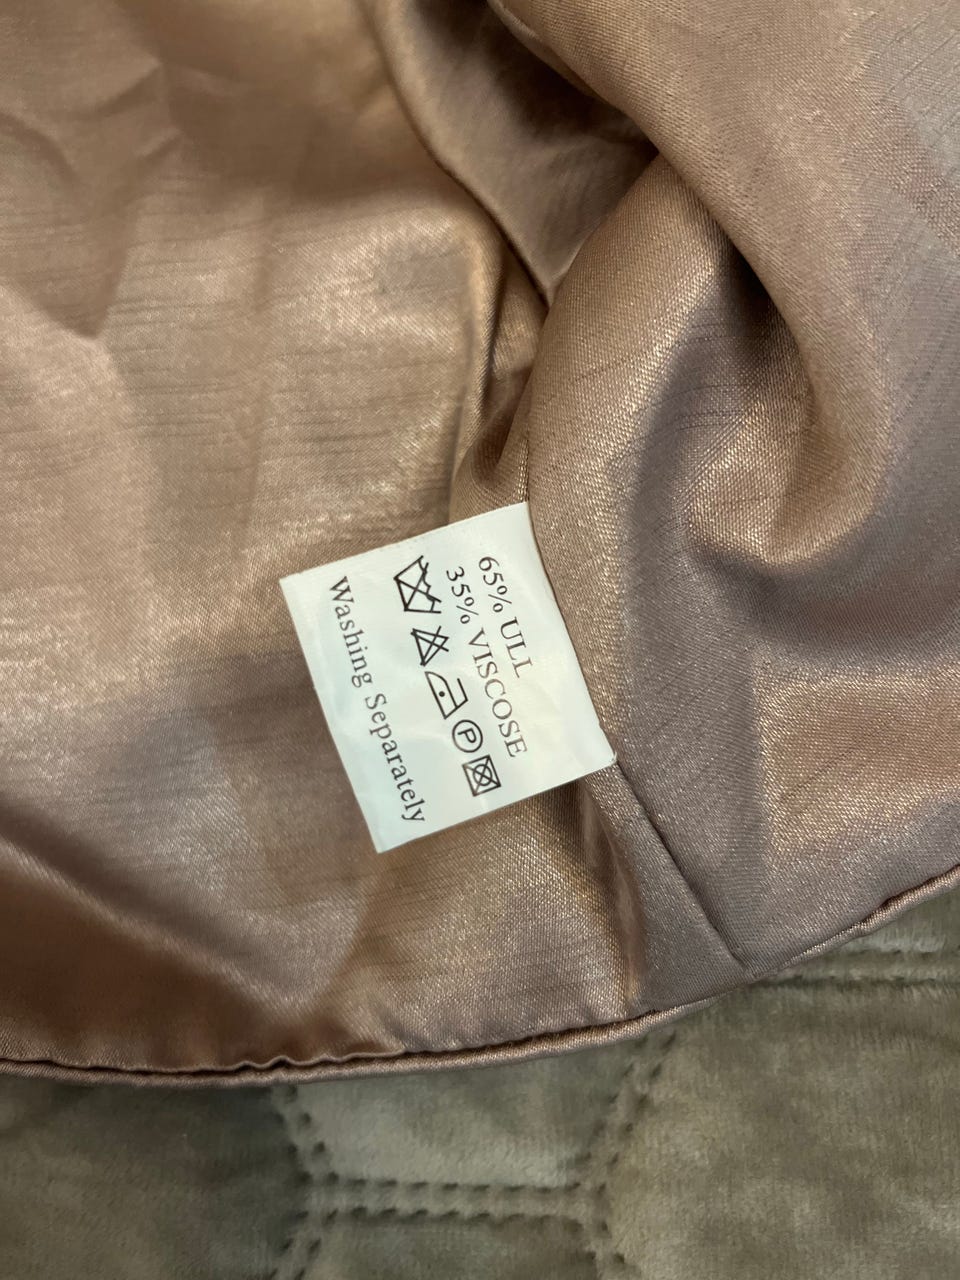 65% ULL
35% VISCOSE
P
Washing Separately